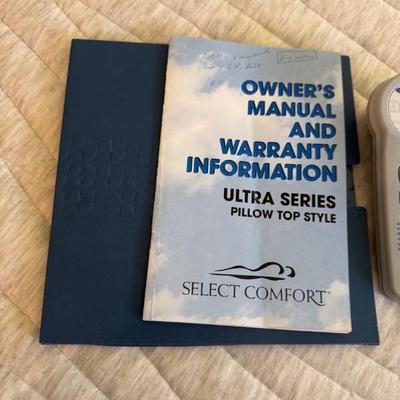 OWNER'S
MANUAL
AND
WARRANTY
INFORMATION
ULTRA SERIES
PILLOW TOP STYLE
SELECT COMFORT®